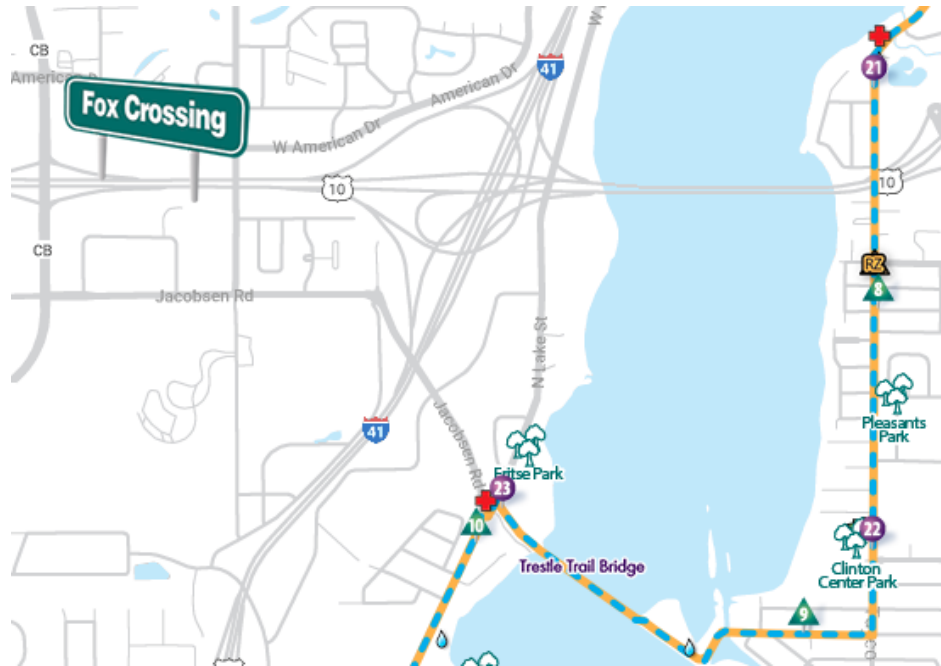 CB
American
Fox Crossing
American Dr
W American Dr
41
21
10
10
CB
RZ
8
Jacobsen Rd
N Lake St
41
Jacobsen Rd
Pleasants
Park
Fritse Park
23
10
22
Trestle Trail Bridge
Clinton
Center Park
9